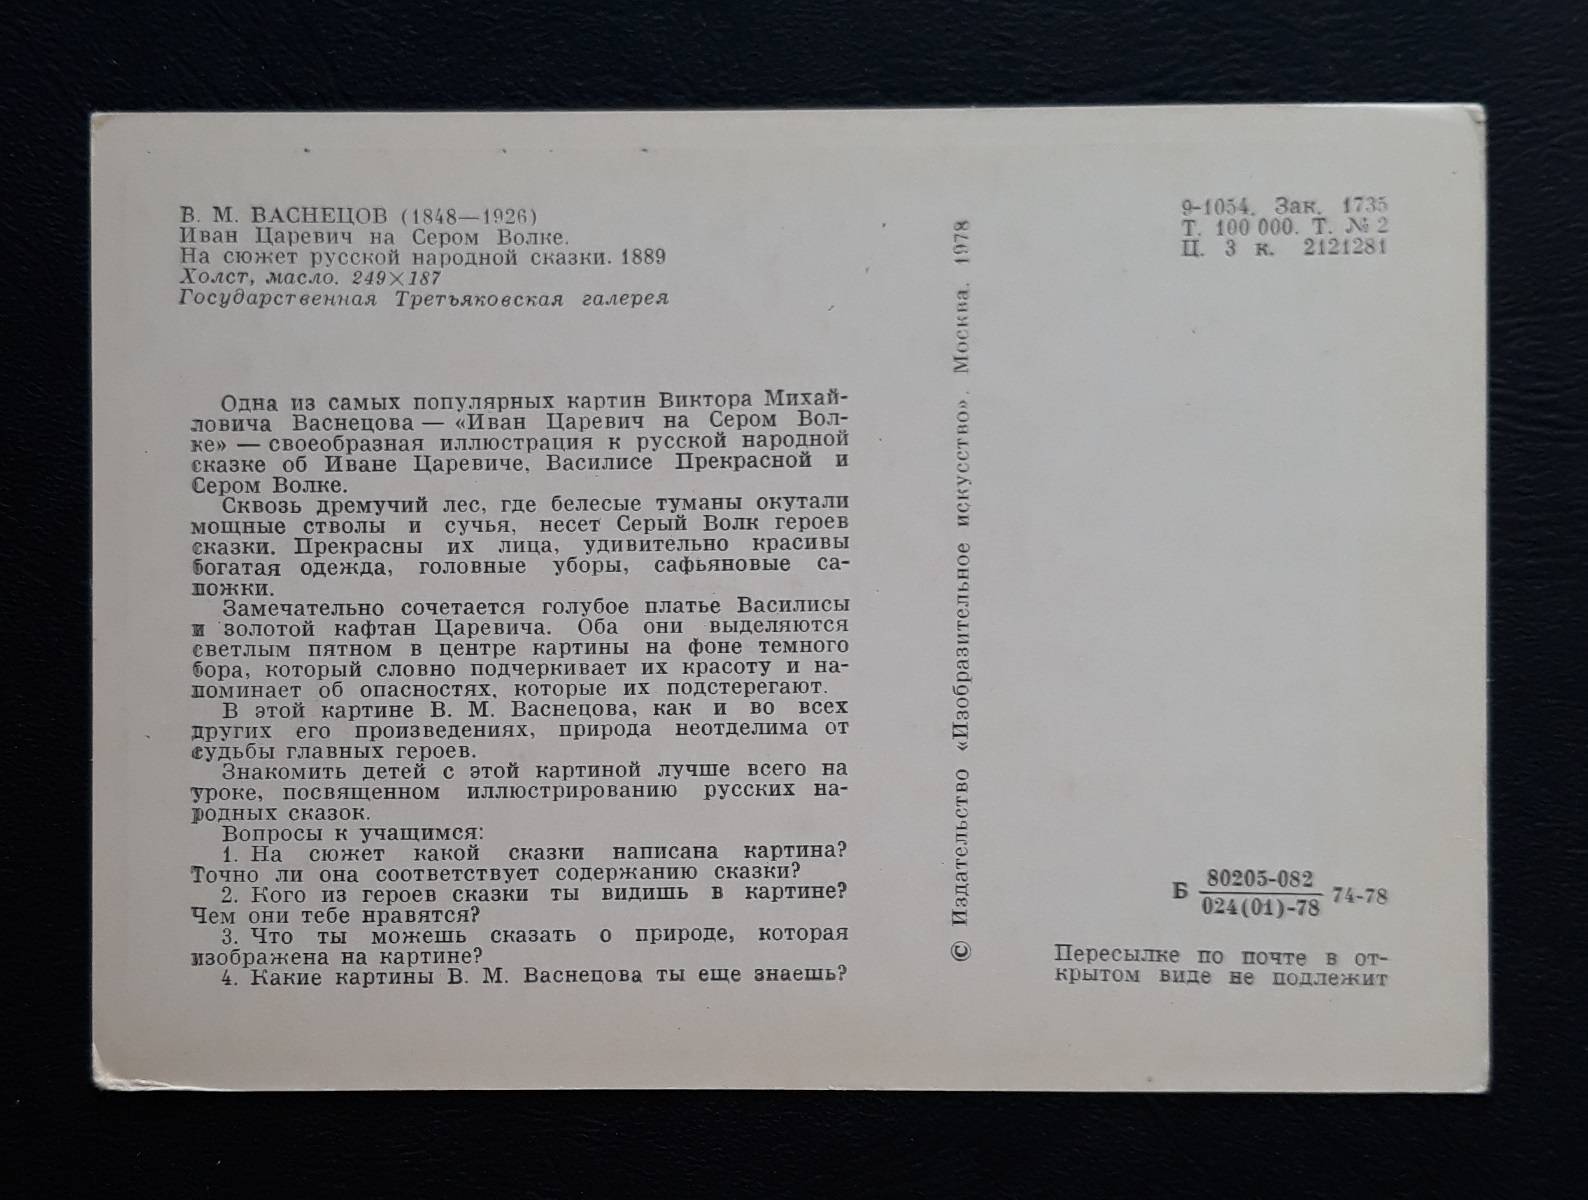 В. М. ВАСНЕЦОВ (1848—1926)
Иван Царевич на Сером Волке.
На сюжет русской народной сказки. 1889
Холст, масло. 249×187
Государственная Третьяковская галерея
Одна из самых популярных картин Виктора Михай-
ловича Васнецова — «Иван Царевич на Сером Вол-
ке» — своеобразная иллюстрация к русской народной
сказке об Иване Царевиче, Василисе Прекрасной и
Сером Волке.
Сквозь дремучий лес, где белесые туманы окутали
мощные стволы и сучья, несет Серый Волк героев
сказки. Прекрасны их лица, удивительно красивы
богатая одежда, головные уборы, сафьяновые са-
пожки.
Замечательно сочетается голубое платье Василисы
и золотой кафтан Царевича. Оба они выделяются
светлым пятном в центре картины на фоне темного
бора, который словно подчеркивает их красоту и на-
поминает об опасностях, которые их подстерегают.
В этой картине В. М. Васнецова, как и во всех
других его произведениях, природа неотделима от
судьбы главных героев.
Знакомить детей с этой картиной лучше всего на
уроке, посвященном иллюстрированию русских на-
родных сказок.
Вопросы к учащимся:
1. На сюжет какой сказки написана картина?
Точно ли она соответствует содержанию сказки?
2. Кого из героев сказки ты видишь в картине?
Чем они тебе нравятся?
3. Что ты можешь сказать о природе, которая
изображена на картине?
4. Какие картины В. М. Васнецова ты еще знаешь?
© Издательство «Изобразительное искусство». Москва. 1978
9-1054. Зак. 1735
Т. 100 000. Т. № 2
Ц. 3 к. 2121281
Б 80205-082
024(01)-78 74-78
Пересылке по почте в от-
крытом виде не подлежит